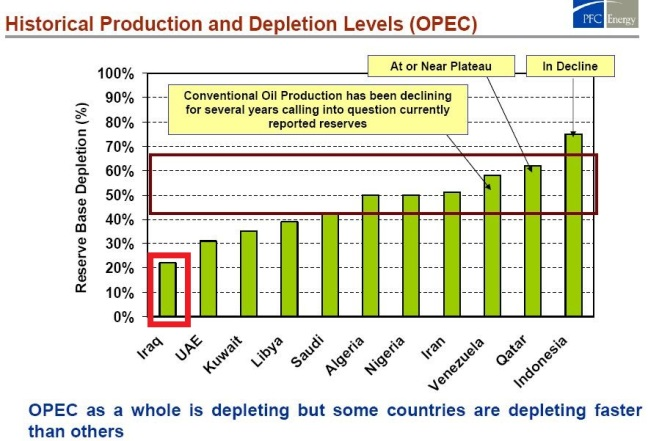 PFC Energy
Historical Production and Depletion Levels (OPEC)
At or Near Plateau
In Decline
Conventional Oil Production has been declining
for several years calling into question currently
reported reserves
Reserve Base Depletion (%)
100%
90%
80%
70%
60%
50%
40%
30%
20%
10%
0%
Iraq
UAE
Kuwait
Libya
Saudi
Algeria
Nigeria
Iran
Venezuela
Qatar
Indonesia
OPEC as a whole is depleting but some countries are depleting faster
than others